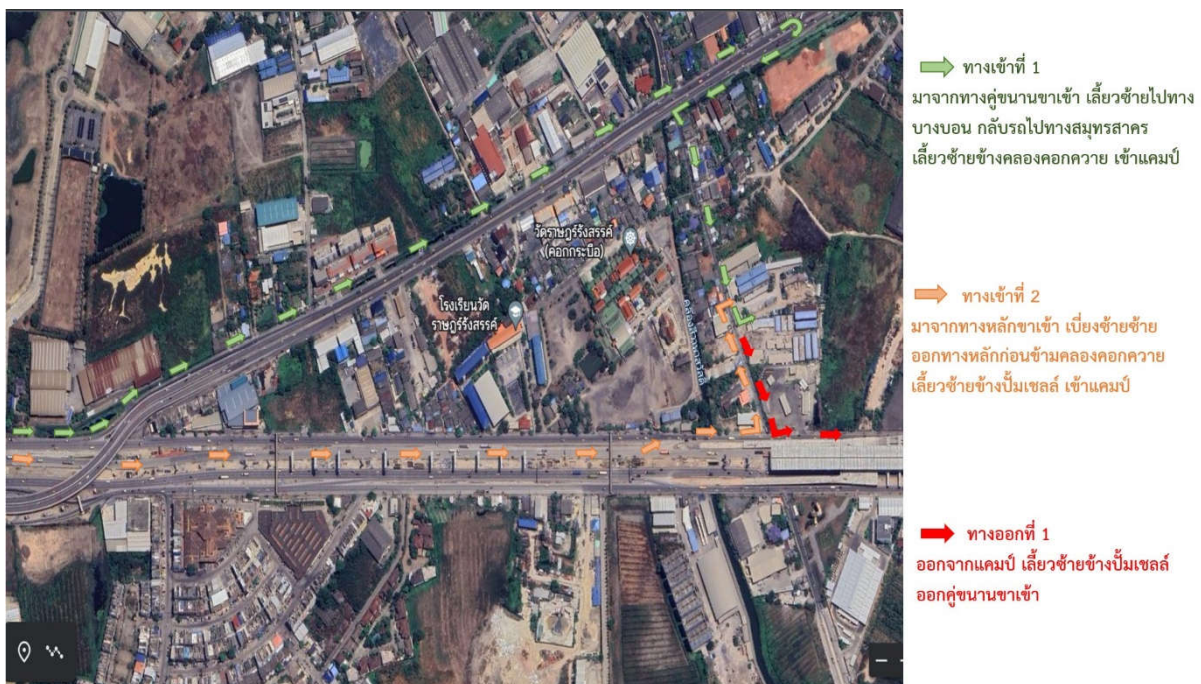 ทางเข้าที่ 1
มาจากทางคู่ขนานขาเข้า เลี้ยวซ้ายไปทาง
บางบอน กลับรถไปทางสมุทรสาคร
เลี้ยวซ้ายข้างคลองคอกควาย เข้าแคมป์
วัดราษฎร์รังสรรค์
(คอกกระบือ)
โรงเรียนวัด
ราษฎร์รังสรรค์
ทางเข้าที่ 2
มาจากทางหลักขาเข้า เบี่ยงซ้ายซ้าย
ออกทางหลักก่อนข้ามคลองคอกควาย
เลี้ยวซ้ายข้างปั้มเชลล์ เข้าแคมป์
ทางออกที่ 1
ออกจากแคมป์ เลี้ยวซ้ายข้างปั้มเชลล์
ออกคู่ขนานขาเข้า